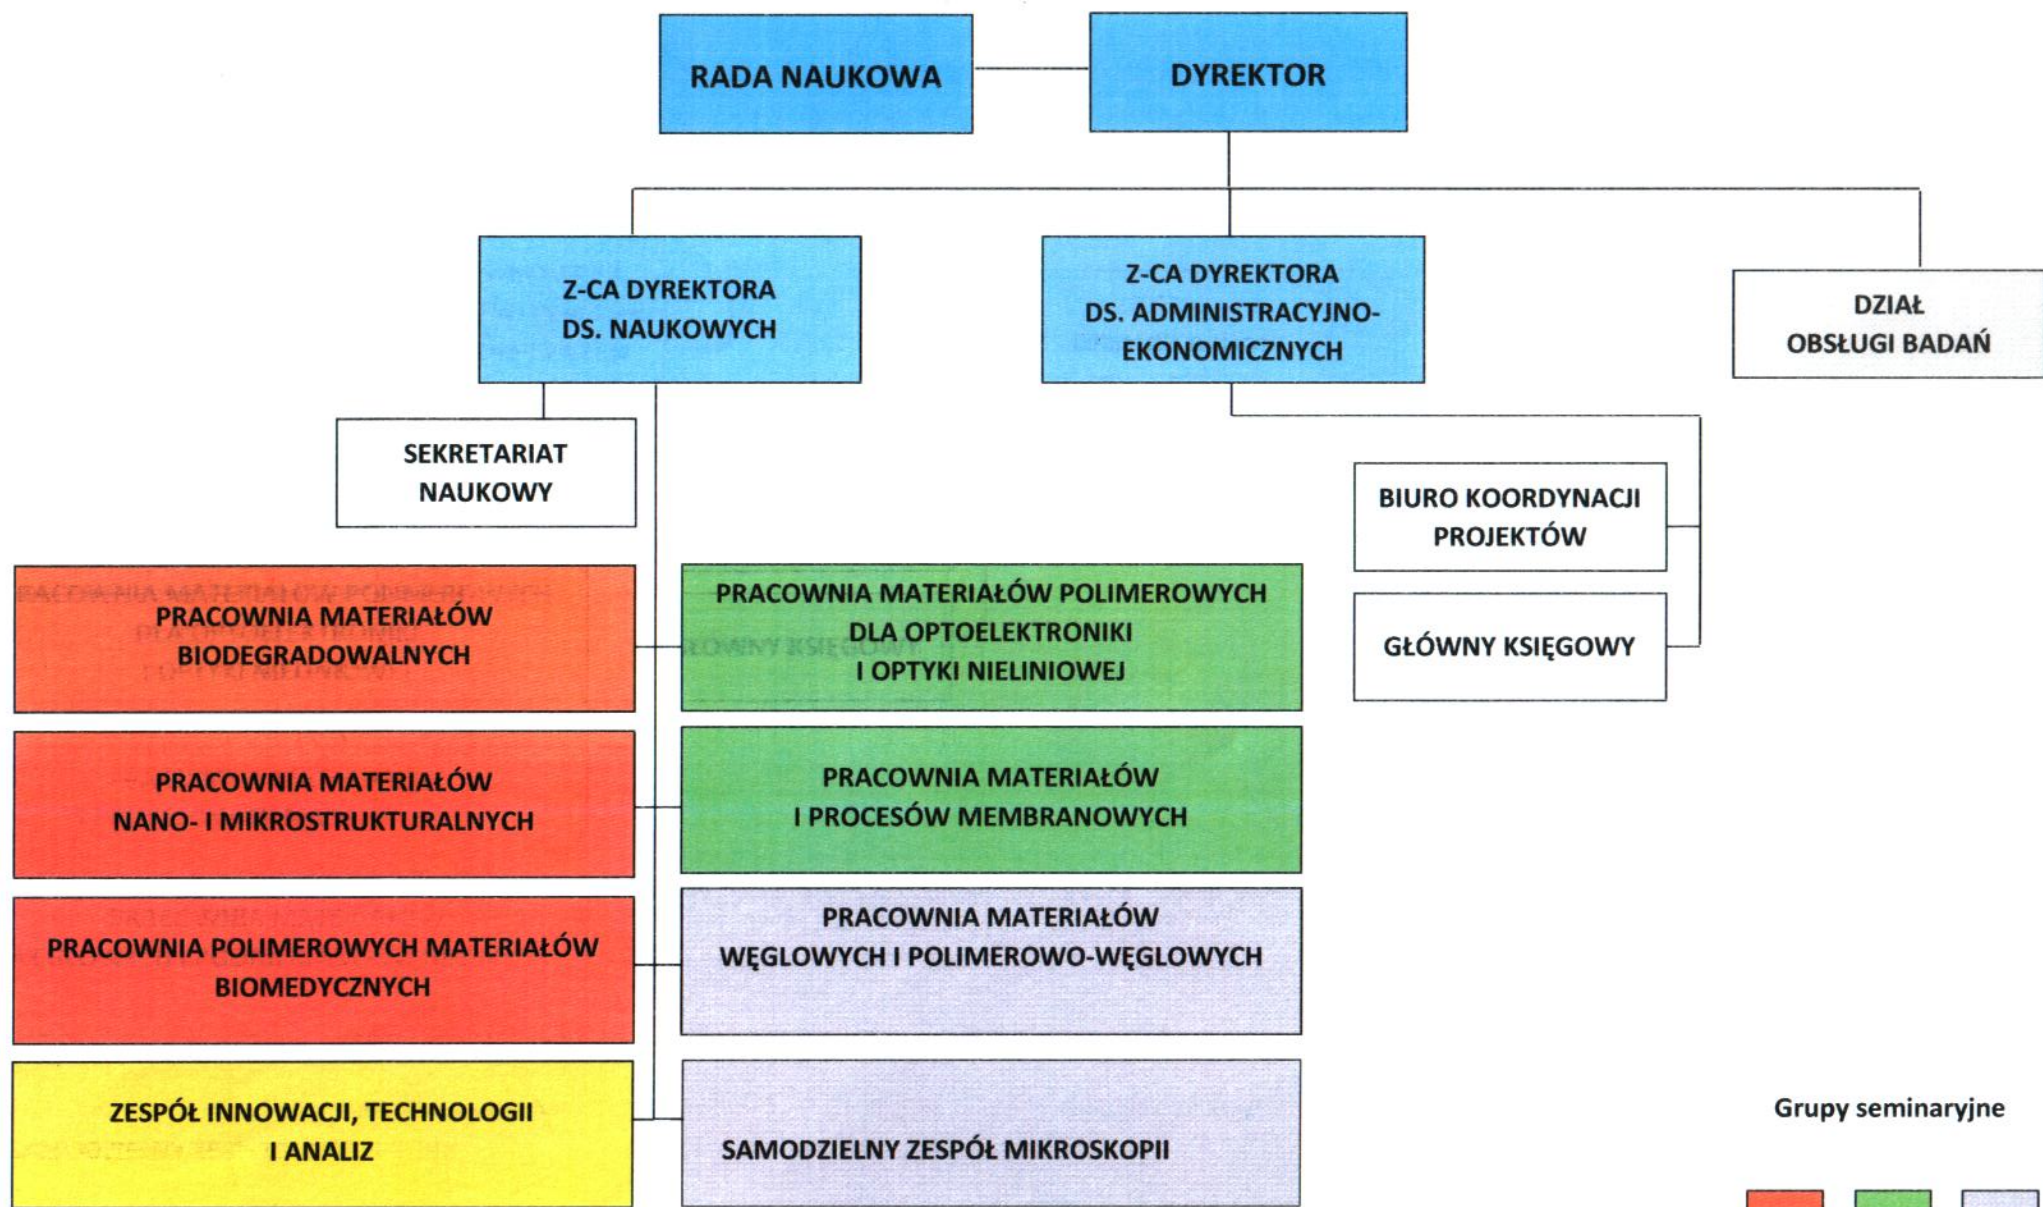 RADA NAUKOWA
DYREKTOR
Z-CA DYREKTORA
DS. NAUKOWYCH
Z-CA DYREKTORA
DS. ADMINISTRACYJNO-
EKONOMICZNYCH
DZIAŁ
OBSŁUGI BADAŃ
SEKRETARIAT
NAUKOWY
BIURO KOORDYNACJI
PROJEKTÓW
GŁÓWNY KSIĘGOWY
PRACOWNIA MATERIAŁÓW
BIODEGRADOWALNYCH
PRACOWNIA MATERIAŁÓW POLIMEROWYCH
DLA OPTOELEKTRONIKI
I OPTYKI NIELINIOWEJ
PRACOWNIA MATERIAŁÓW
NANO- I MIKROSTRUKTURALNYCH
PRACOWNIA MATERIAŁÓW
I PROCESÓW MEMBRANOWYCH
PRACOWNIA POLIMEROWYCH MATERIAŁÓW
BIOMEDYCZNYCH
PRACOWNIA MATERIAŁÓW
WĘGLOWYCH I POLIMEROWO-WĘGLOWYCH
ZESPÓŁ INNOWACJI, TECHNOLOGII
I ANALIZ
SAMODZIELNY ZESPÓŁ MIKROSKOPII
Grupy seminaryjne